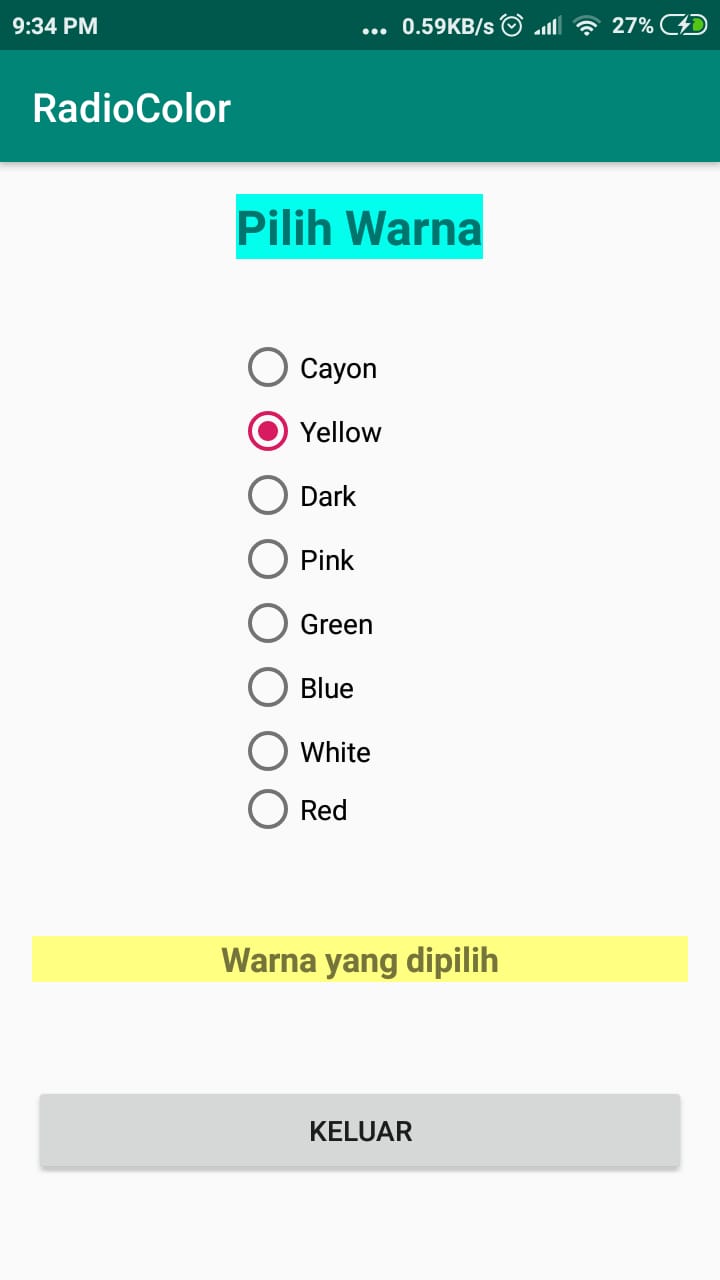 9:34 PM ... 0.59KB/s 27%
RadioColor
Pilih Warna
Cayon
Yellow
Dark
Pink
Green
Blue
White
Red
Warna yang dipilih
KELUAR